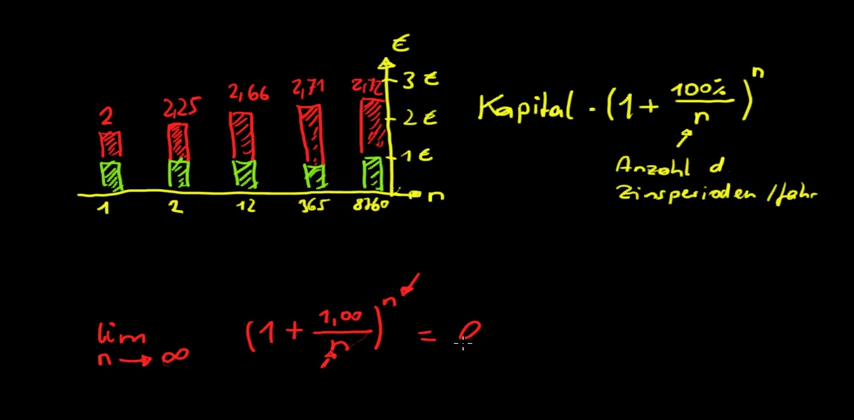 €
2 2,25 2,66 2,71 2,72
3 €
2 €
1 €
n
1 2 12 365 8760
Kapital · (1 + 100% / n)^n
Anzahl d.
Zinsperioden / Jahr
lim n → ∞ (1 + 1,00 / n)^n = e